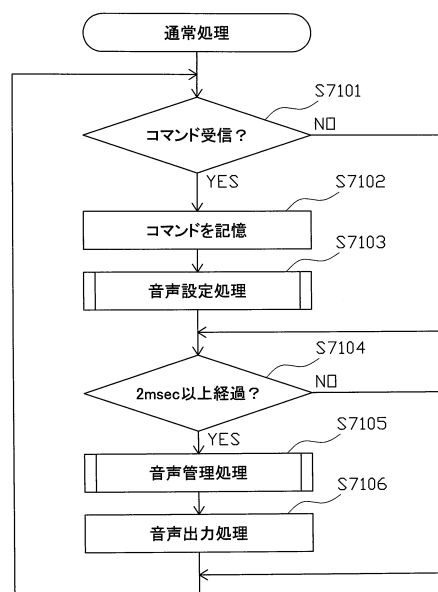 通常処理
S7101
コマンド受信？
NO
YES
S7102
コマンドを記憶
S7103
音声設定処理
S7104
2msec以上経過？
NO
YES
S7105
音声管理処理
S7106
音声出力処理